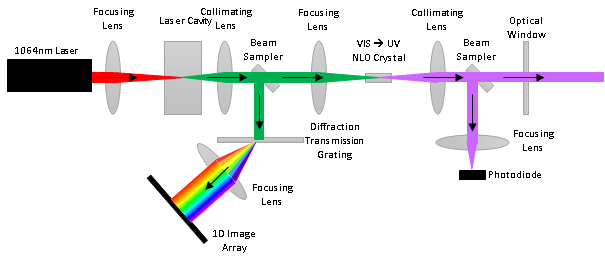 1064nm Laser
Focusing
Lens
Laser Cavity
Collimating
Lens
Beam
Sampler
Focusing
Lens
VIS → UV
NLO Crystal
Collimating
Lens
Beam
Sampler
Optical
Window
Diffraction
Transmission
Grating
Focusing
Lens
Focusing
Lens
Photodiode
1D Image
Array